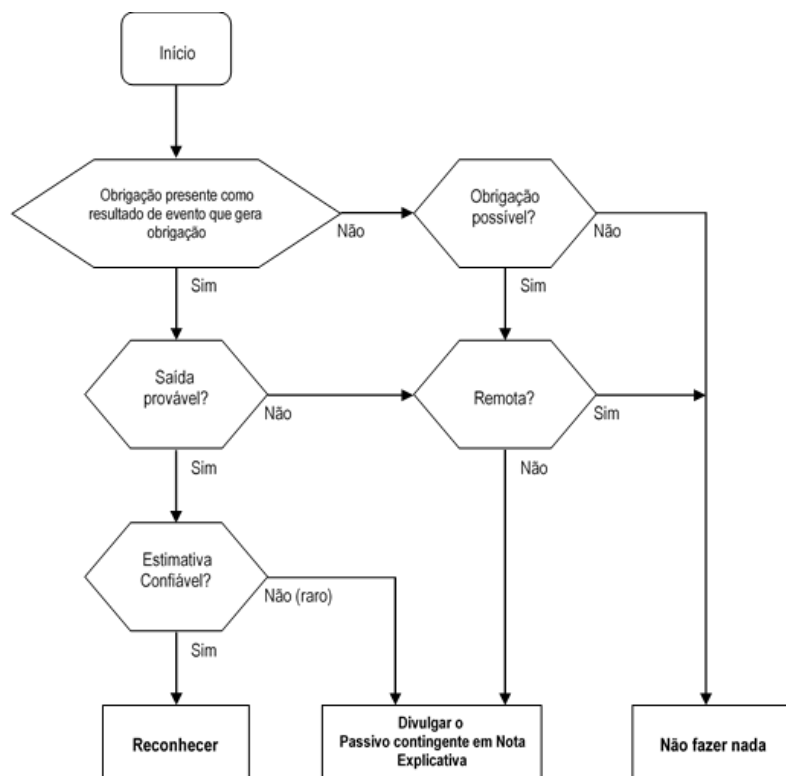 Início
Obrigação presente como
resultado de evento que gera
obrigação
Não
Obrigação
possível?
Não
Sim
Sim
Saída
provável?
Não
Remota?
Sim
Sim
Não
Estimativa
Confiável?
Não (raro)
Sim
Reconhecer
Divulgar o
Passivo contingente em Nota
Explicativa
Não fazer nada